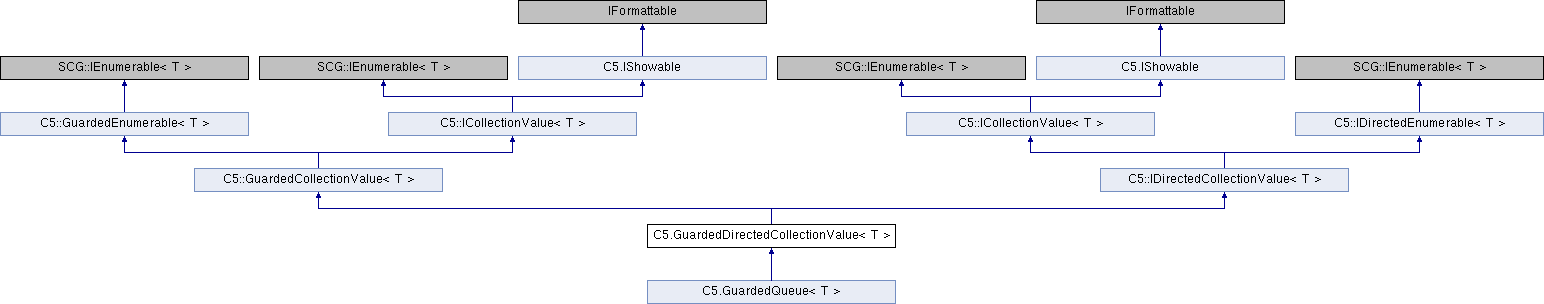 IFormattable
IFormattable
SCG::IEnumerable< T >
SCG::IEnumerable< T >
C5.IShowable
SCG::IEnumerable< T >
C5.IShowable
SCG::IEnumerable< T >
C5::GuardedEnumerable< T >
C5::ICollectionValue< T >
C5::ICollectionValue< T >
C5::IDirectedEnumerable< T >
C5::GuardedCollectionValue< T >
C5::IDirectedCollectionValue< T >
C5.GuardedDirectedCollectionValue< T >
C5.GuardedQueue< T >